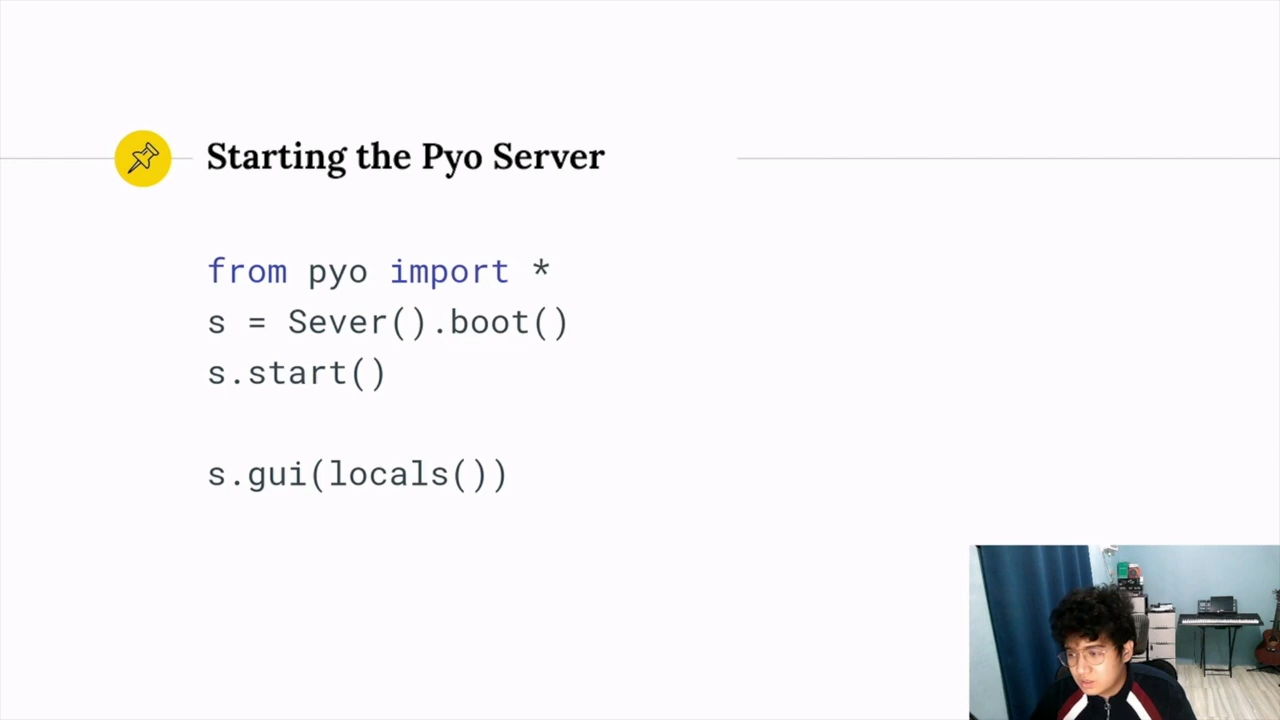 Starting the Pyo Server
from pyo import *
s = Sever().boot()
s.start()
s.gui(locals())